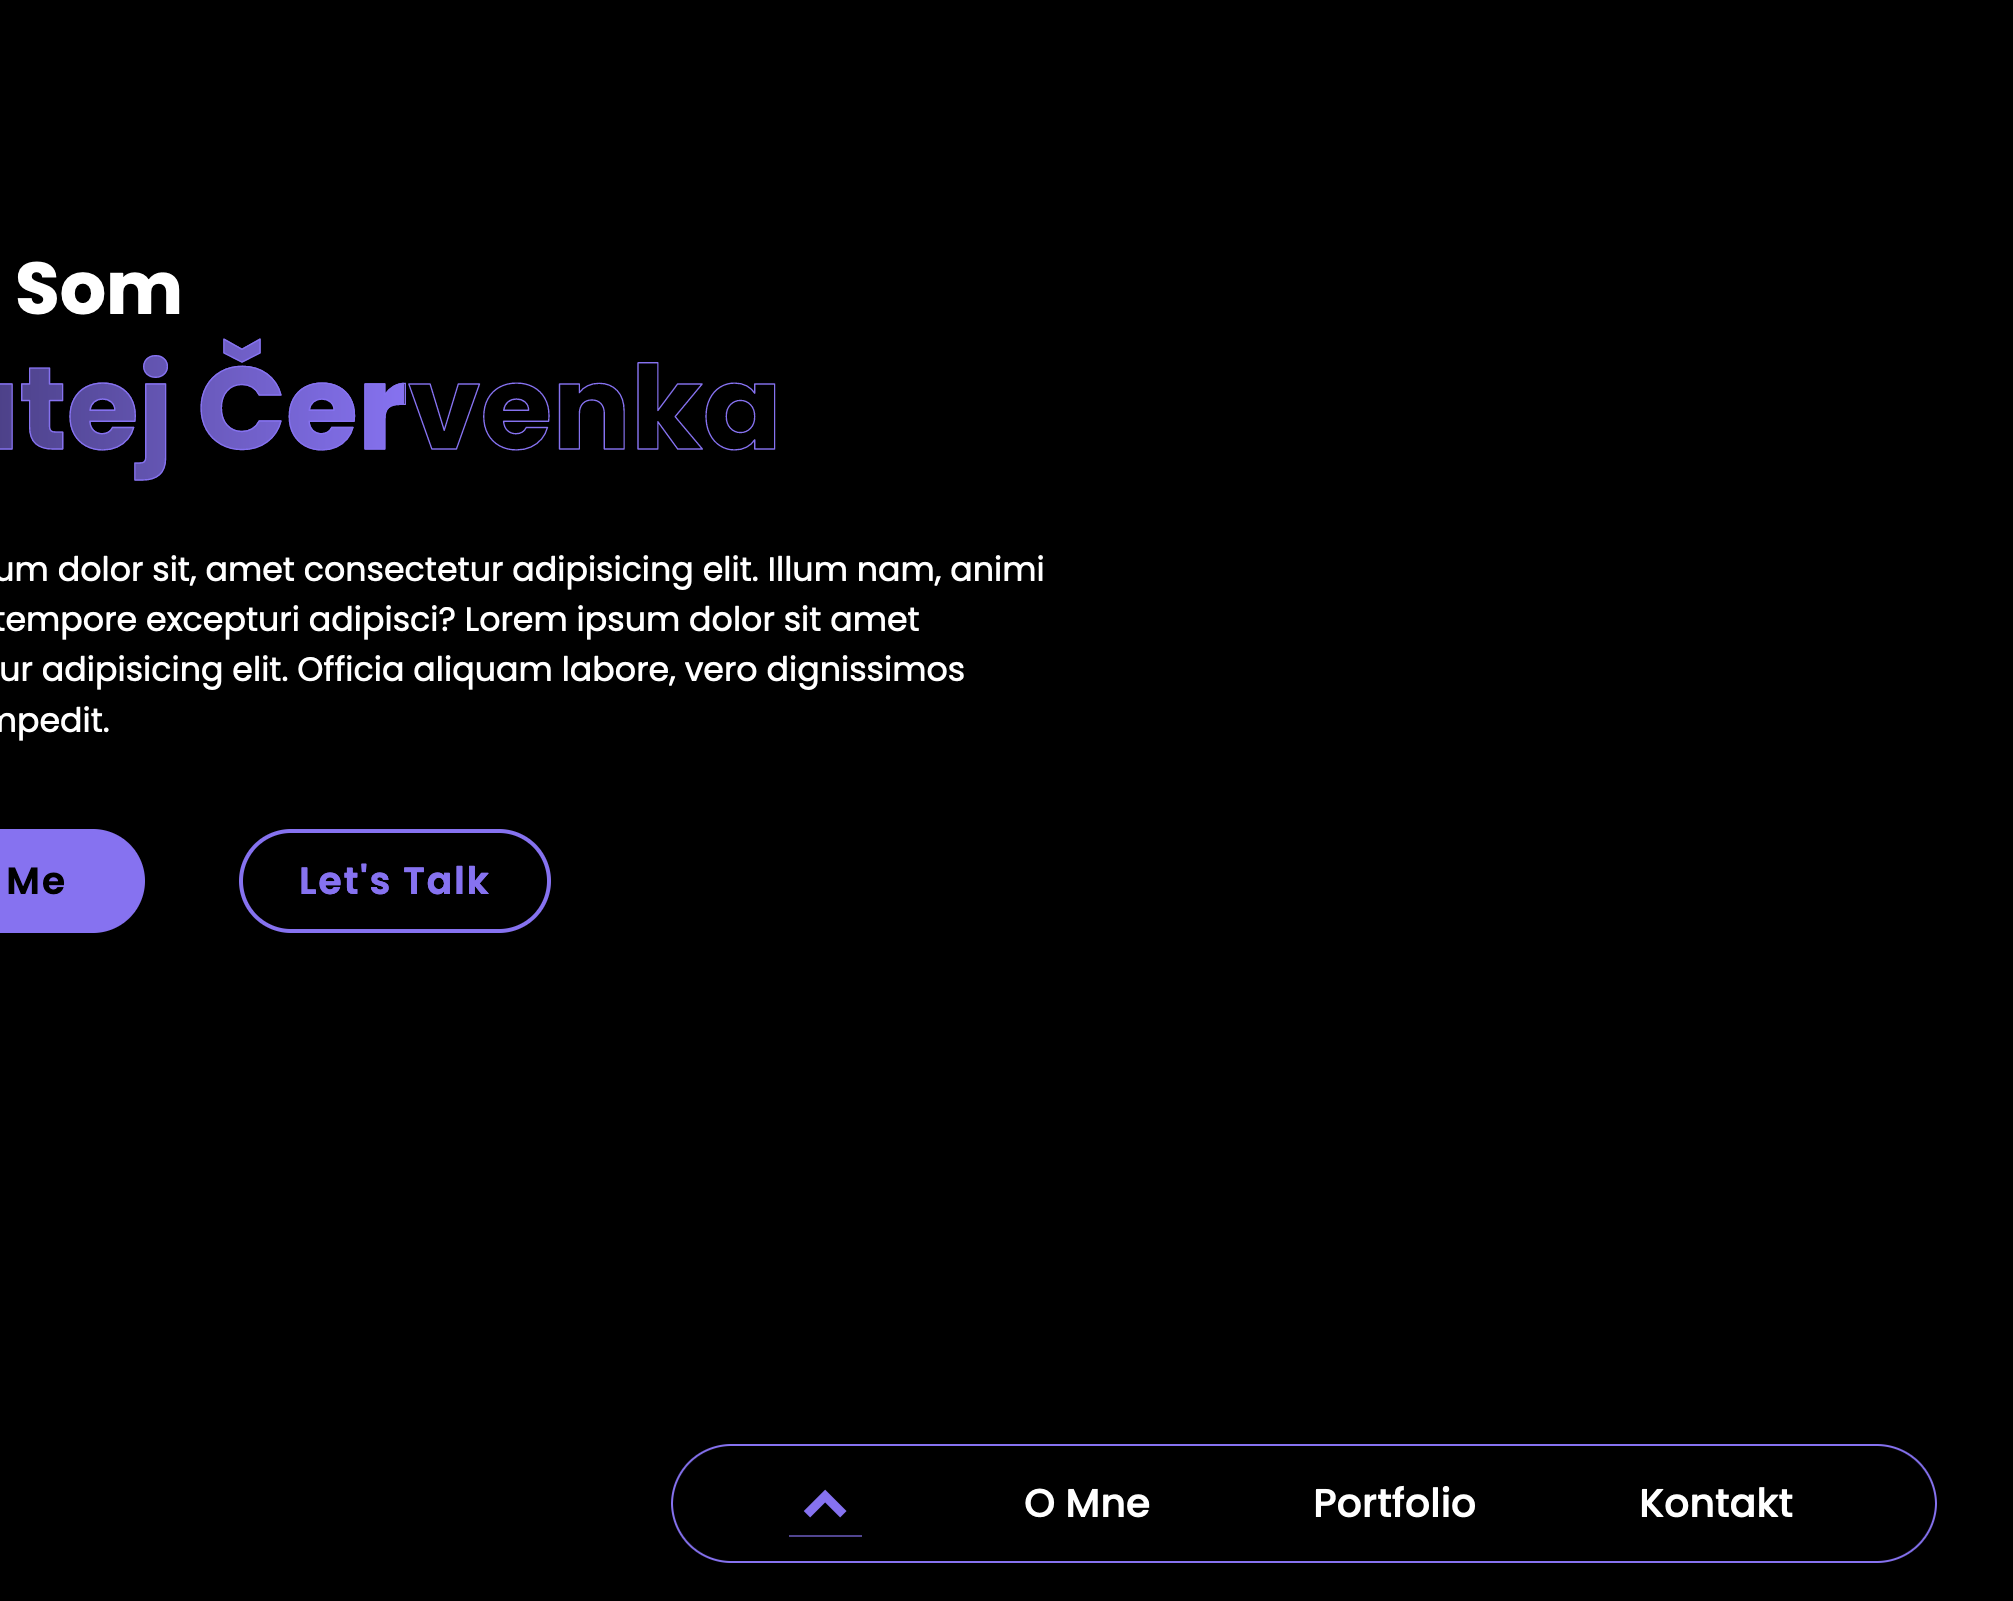 Som
tej Červenka
um dolor sit, amet consectetur adipisicing elit. Illum nam, animi
tempore excepturi adipisci? Lorem ipsum dolor sit amet
ur adipisicing elit. Officia aliquam labore, vero dignissimos
mpedit.
Me Let's Talk
O Mne Portfolio Kontakt